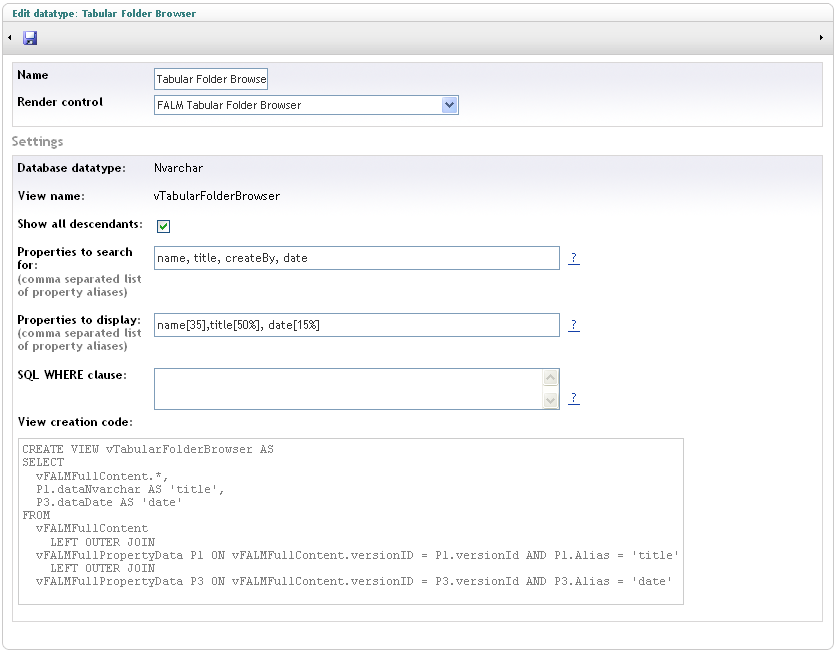 Edit datatype: Tabular Folder Browser
Name
Tabular Folder Browse
Render control
FALM Tabular Folder Browser
Settings
Database datatype:
Nvarchar
View name:
vTabularFolderBrowser
Show all descendants:
Properties to search
for:
(comma separated list
of property aliases)
name, title, createBy, date
?
Properties to display:
(comma separated list
of property aliases)
name[35],title[50%], date[15%]
?
SQL WHERE clause:
?
View creation code:
CREATE VIEW vTabularFolderBrowser AS
SELECT
vFALMFullContent.*,
P1.dataNvarchar AS 'title',
P3.dataDate AS 'date'
FROM
vFALMFullContent
LEFT OUTER JOIN
vFALMFullPropertyData P1 ON vFALMFullContent.versionID = P1.versionId AND P1.Alias = 'title'
LEFT OUTER JOIN
vFALMFullPropertyData P3 ON vFALMFullContent.versionID = P3.versionId AND P3.Alias = 'date'